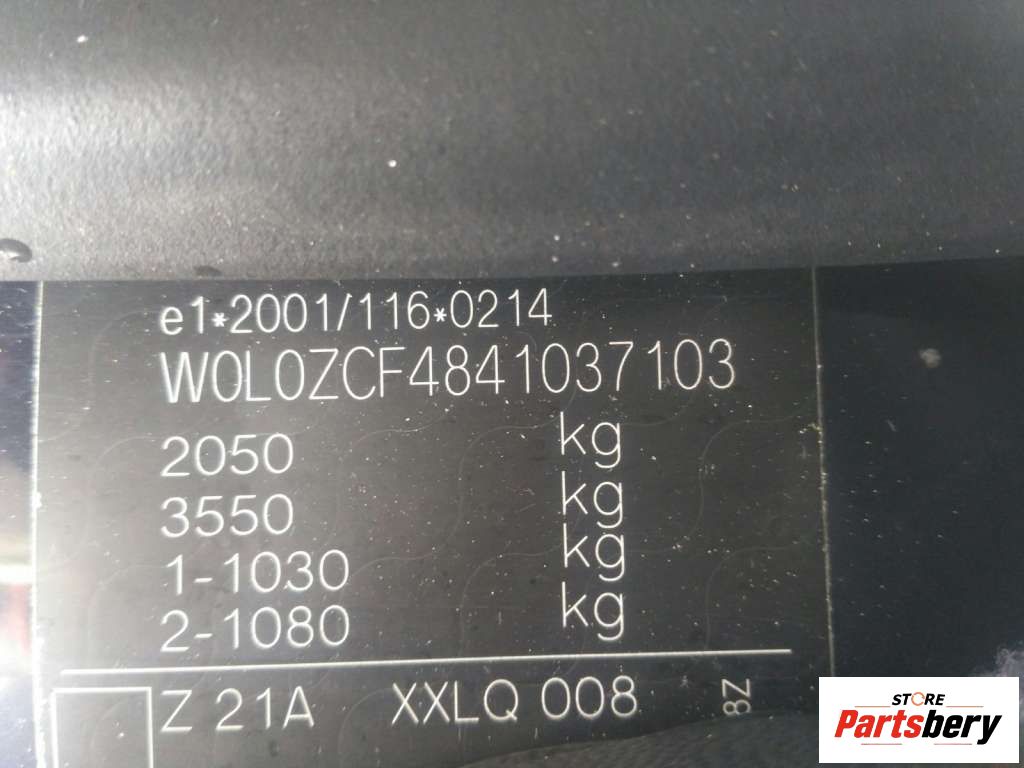 e1*2001/116*0214
W0L0ZCF4841037103
2050 kg
3550 kg
1-1030 kg
2-1080 kg
Z 21A XXLQ 008 Z8
STORE
Partsbery